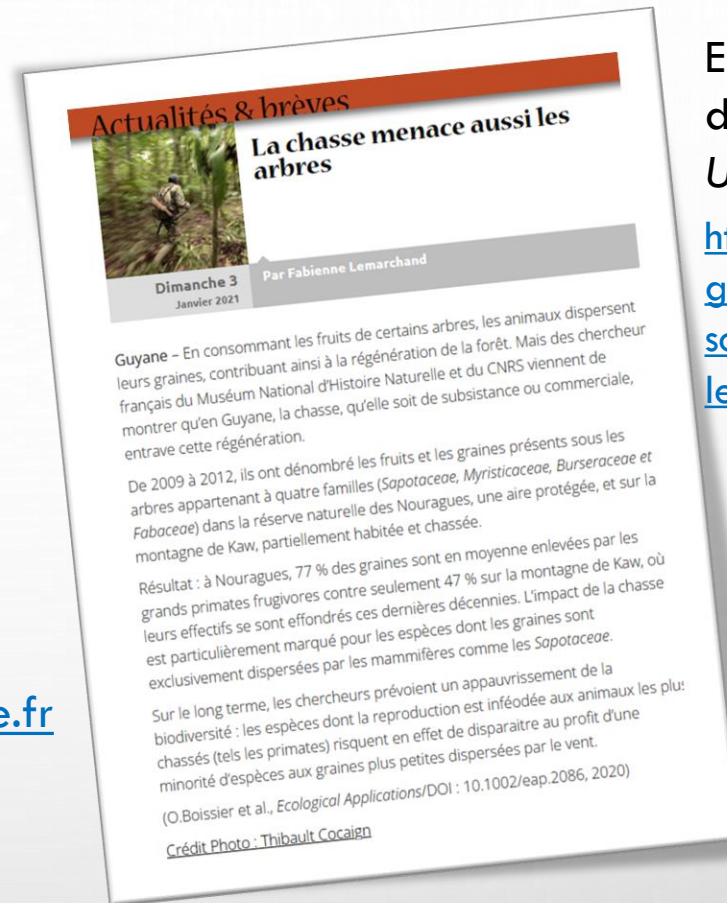 Actualités & brèves
La chasse menace aussi les
arbres
Dimanche 3
Janvier 2021
Par Fabienne Lemarchand
Guyane – En consommant les fruits de certains arbres, les animaux dispersent
leurs graines, contribuant ainsi à la régénération de la forêt. Mais des chercheur
français du Muséum National d'Histoire Naturelle et du CNRS viennent de
montrer qu'en Guyane, la chasse, qu'elle soit de subsistance ou commerciale,
entrave cette régénération.
De 2009 à 2012, ils ont dénombré les fruits et les graines présents sous les
arbres appartenant à quatre familles (Sapotaceae, Myristicaceae, Burseraceae et
Fabaceae) dans la réserve naturelle des Nouragues, une aire protégée, et sur la
montagne de Kaw, partiellement habitée et chassée.
Résultat : à Nouragues, 77 % des graines sont en moyenne enlevées par les
grands primates frugivores contre seulement 47 % sur la montagne de Kaw, où
leurs effectifs se sont effondrés ces dernières décennies. L'impact de la chasse
est particulièrement marqué pour les espèces dont les graines sont
exclusivement dispersées par les mammifères comme les Sapotaceae.
Sur le long terme, les chercheurs prévoient un appauvrissement de la
biodiversité : les espèces dont la reproduction est inféodée aux animaux les plus
chassés (tels les primates) risquent en effet de disparaitre au profit d'une
minorité d'espèces aux graines plus petites dispersées par le vent.
(O.Boissier et al., Ecological Applications/DOI : 10.1002/eap.2086, 2020)
Crédit Photo : Thibault Cocaign
e.fr
E
d
U
g
le